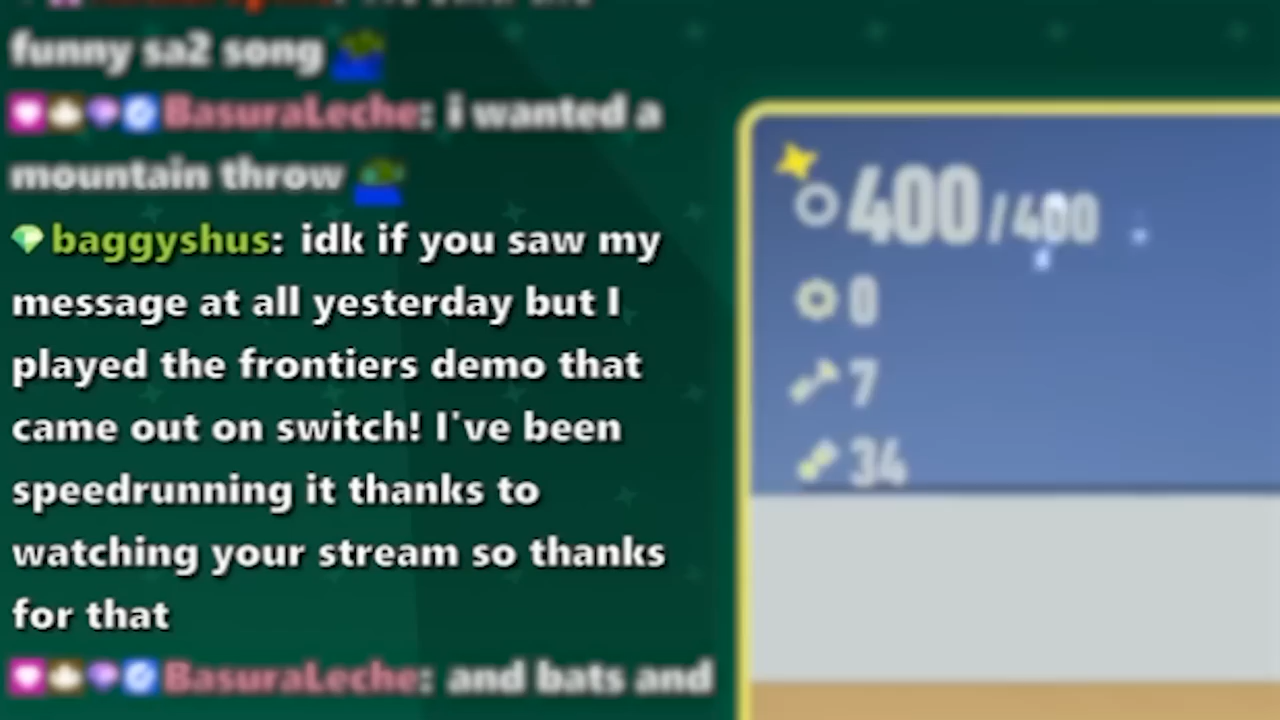 funny sa2 song
BasuraLeche: i wanted a
mountain throw
baggyshus: idk if you saw my
message at all yesterday but I
played the frontiers demo that
came out on switch! I've been
speedrunning it thanks to
watching your stream so thanks
for that
BasuraLeche: and bats and
400/400
0
7
34